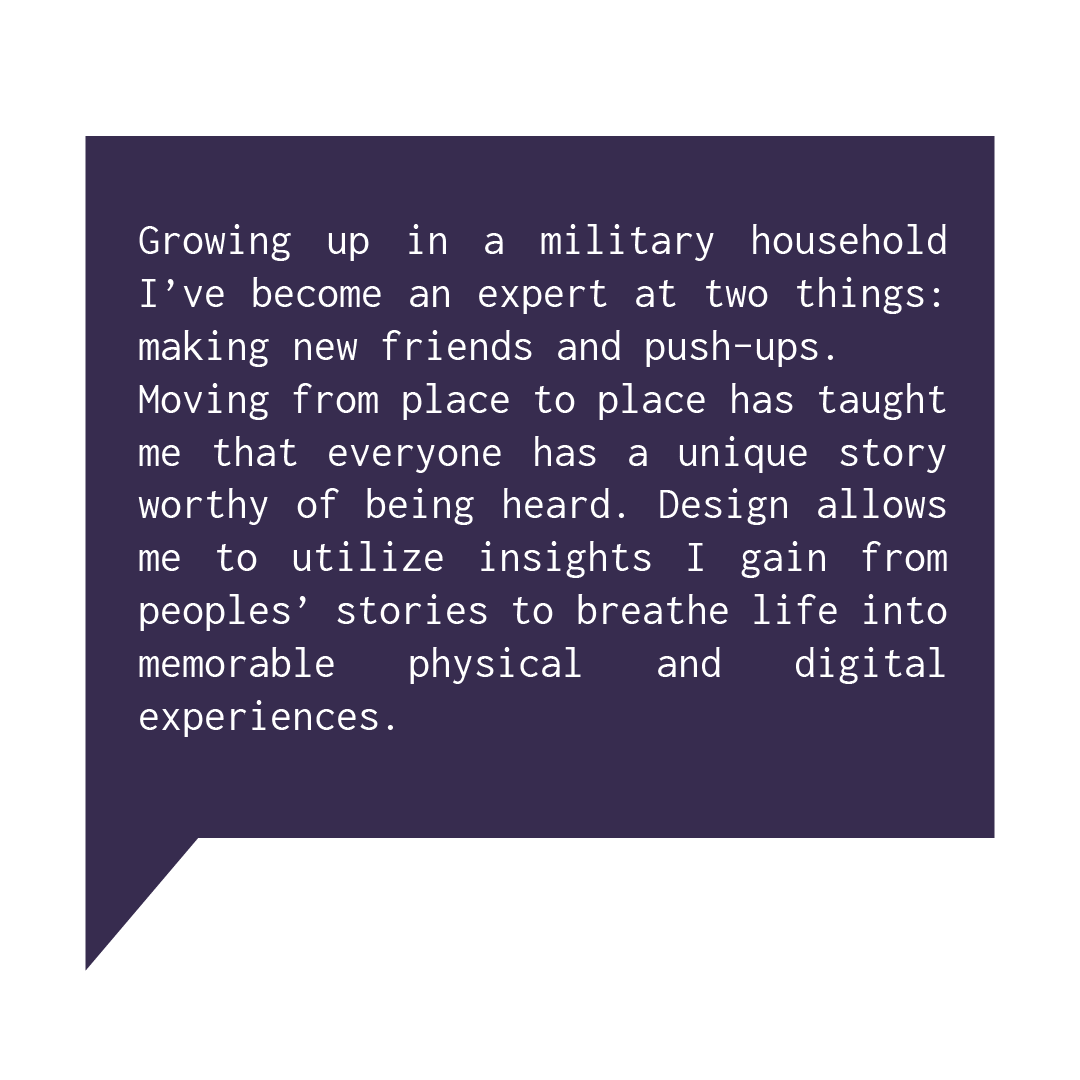 Growing up in a military household
I’ve become an expert at two things:
making new friends and push-ups.
Moving from place to place has taught
me that everyone has a unique story
worthy of being heard. Design allows
me to utilize insights I gain from
peoples’ stories to breathe life into
memorable physical and digital
experiences.